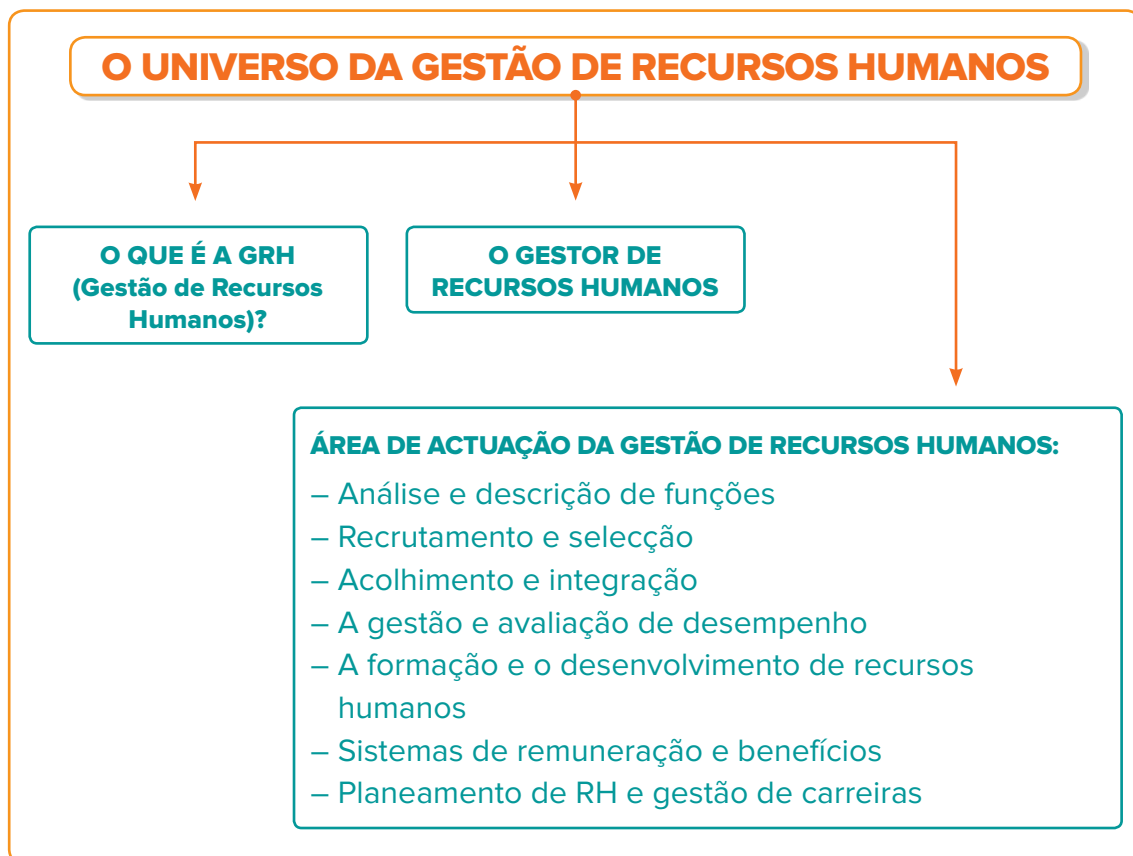 O UNIVERSO DA GESTÃO DE RECURSOS HUMANOS
O QUE É A GRH
(Gestão de Recursos
Humanos)?
O GESTOR DE
RECURSOS HUMANOS
ÁREA DE ACTUAÇÃO DA GESTÃO DE RECURSOS HUMANOS:
– Análise e descrição de funções
– Recrutamento e selecção
– Acolhimento e integração
– A gestão e avaliação de desempenho
– A formação e o desenvolvimento de recursos
humanos
– Sistemas de remuneração e benefícios
– Planeamento de RH e gestão de carreiras